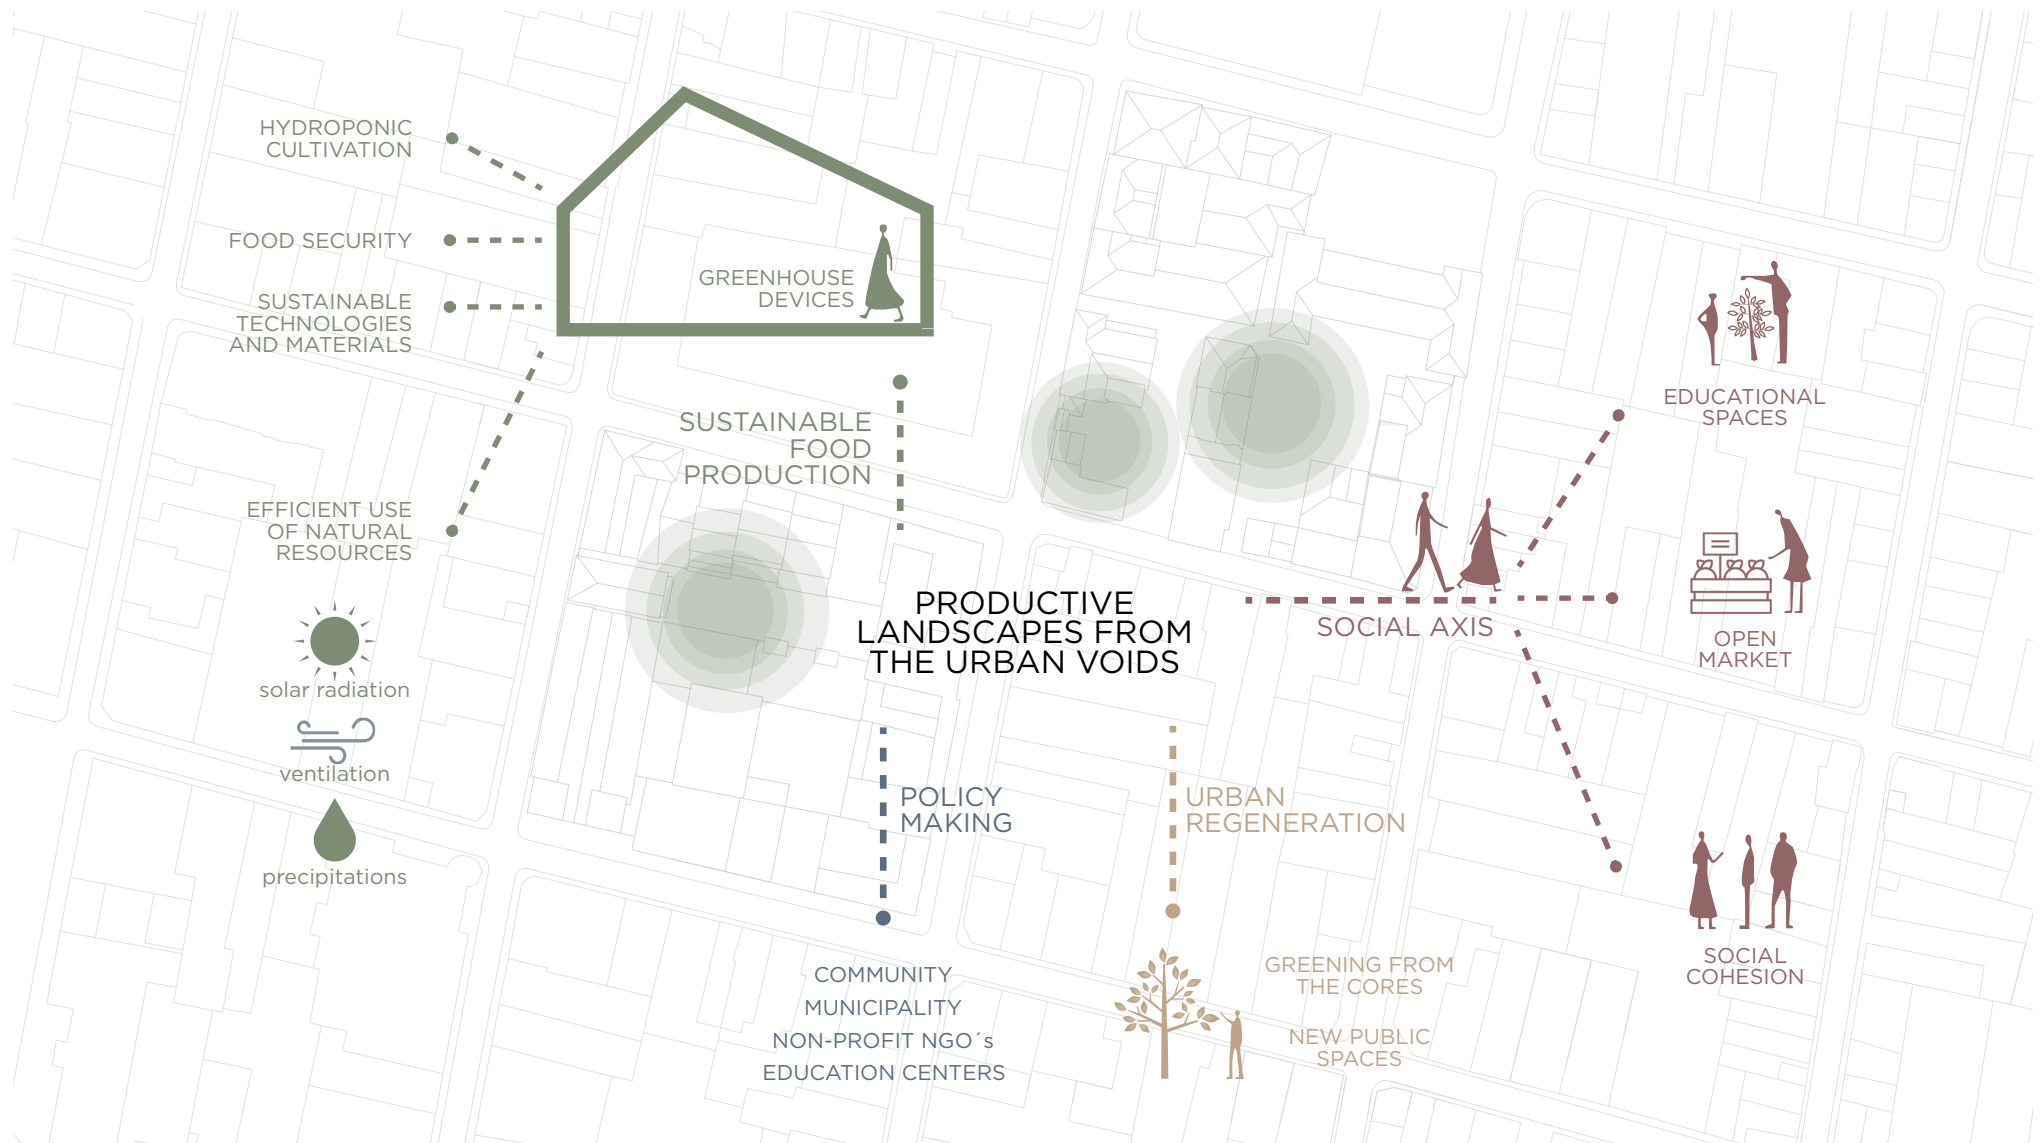 HYDROPONIC
CULTIVATION
FOOD SECURITY
SUSTAINABLE
TECHNOLOGIES
AND MATERIALS
GREENHOUSE
DEVICES
SUSTAINABLE
FOOD
PRODUCTION
EFFICIENT USE
OF NATURAL
RESOURCES
solar radiation
ventilation
precipitations
PRODUCTIVE
LANDSCAPES FROM
THE URBAN VOIDS
SOCIAL AXIS
EDUCATIONAL
SPACES
OPEN
MARKET
SOCIAL
COHESION
POLICY
MAKING
COMMUNITY
MUNICIPALITY
NON-PROFIT NGO´s
EDUCATION CENTERS
URBAN
REGENERATION
GREENING FROM
THE CORES
NEW PUBLIC
SPACES